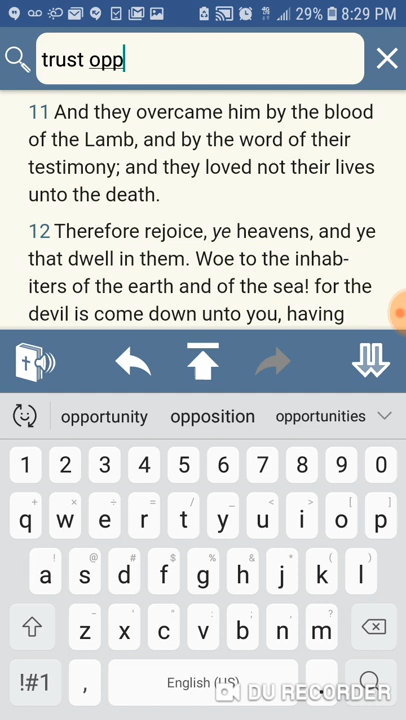 29% 8:29 PM
trust opp
11 And they overcame him by the blood
of the Lamb, and by the word of their
testimony; and they loved not their lives
unto the death.
12 Therefore rejoice, ye heavens, and ye
that dwell in them. Woe to the inhab-
iters of the earth and of the sea! for the
devil is come down unto you, having
opportunity opposition opportunities
1 2 3 4 5 6 7 8 9 0
+ × ÷ = / _ < > [ ]
q w e r t y u i o p
! @ # $ % & * ( )
a s d f g h j k l
- ' " : ; , ?
z x c v b n m
!#1 , English (US) .
DU RECORDER